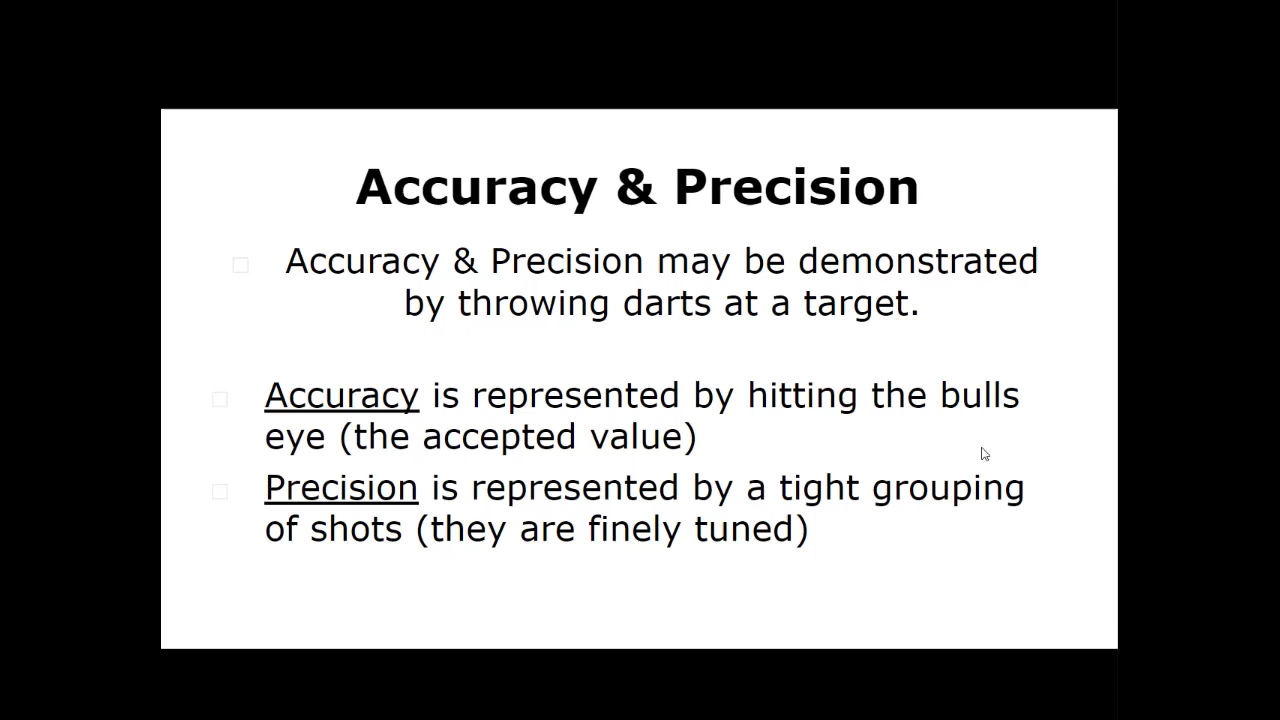 Accuracy & Precision
Accuracy & Precision may be demonstrated
by throwing darts at a target.
Accuracy is represented by hitting the bulls
eye (the accepted value)
Precision is represented by a tight grouping
of shots (they are finely tuned)